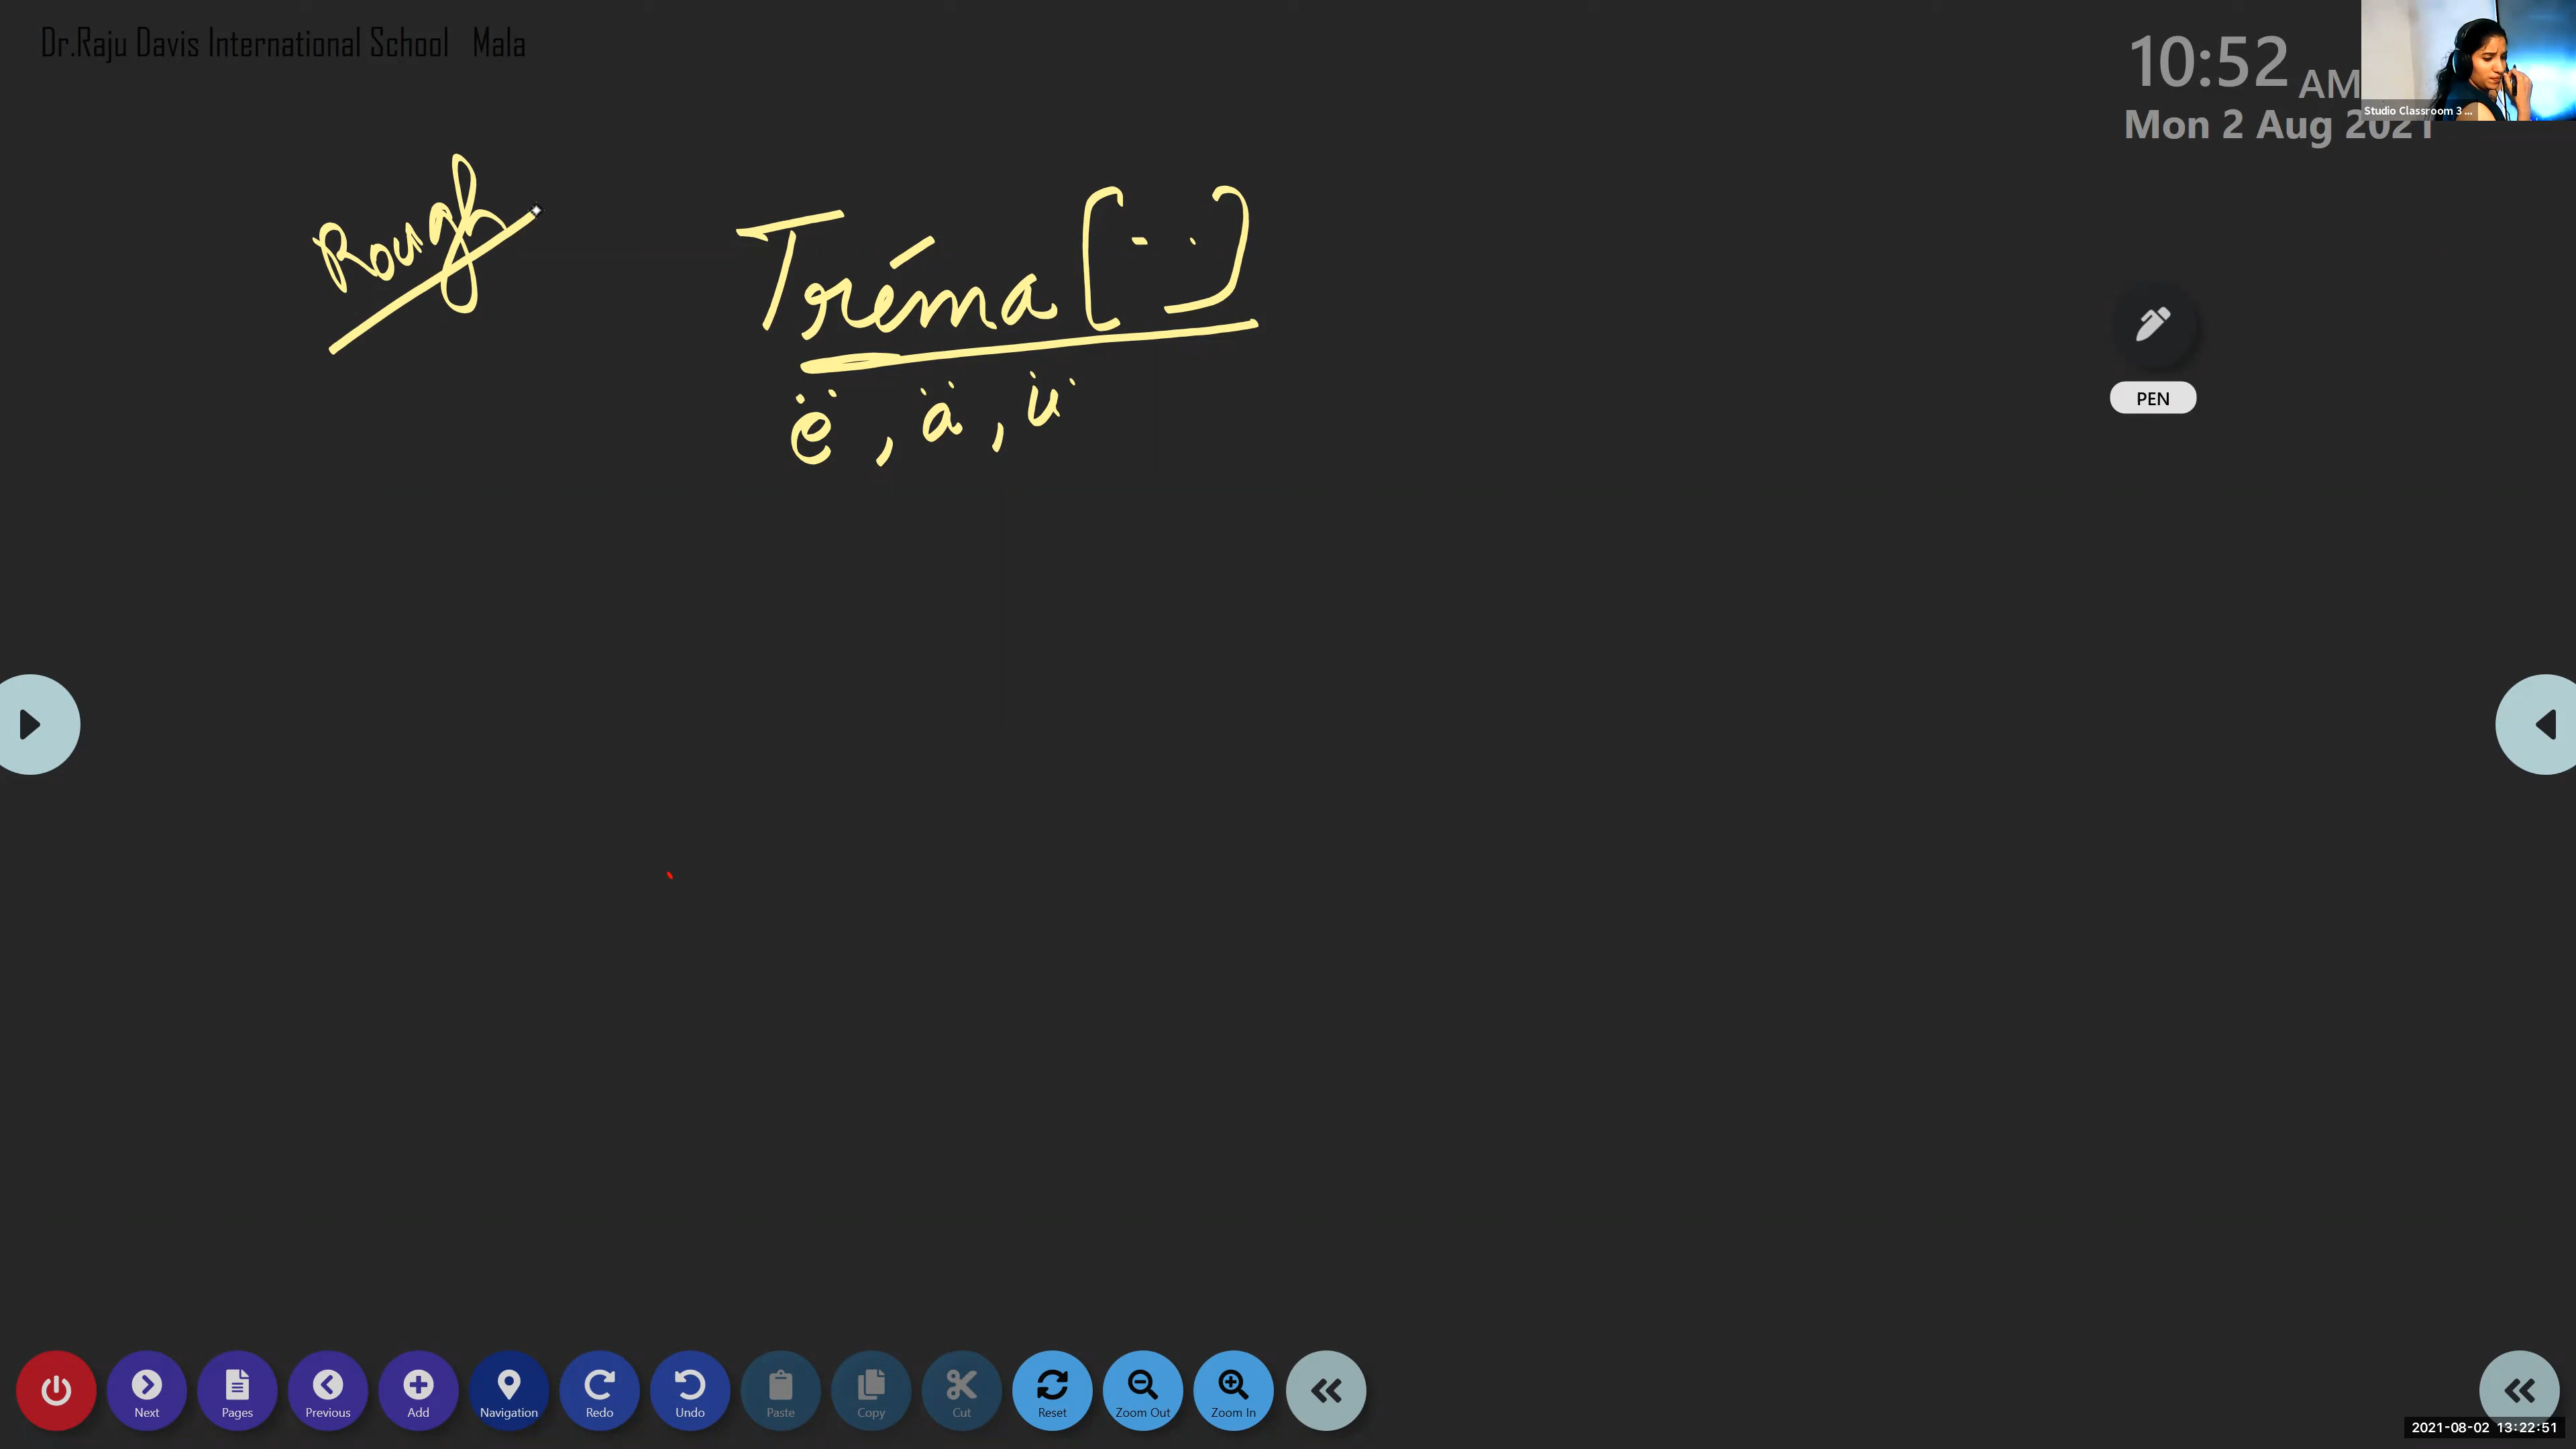 Dr.Raju Davis International School Mala
10:52 AM
Mon 2 Aug 2021
Studio Classroom 3 ...
Rough
Tréma [¨]
ë, ä, ü
PEN
Next Pages Previous Add Navigation Redo Undo Paste Copy Cut Reset Zoom Out Zoom In
2021-08-02 13:22:51